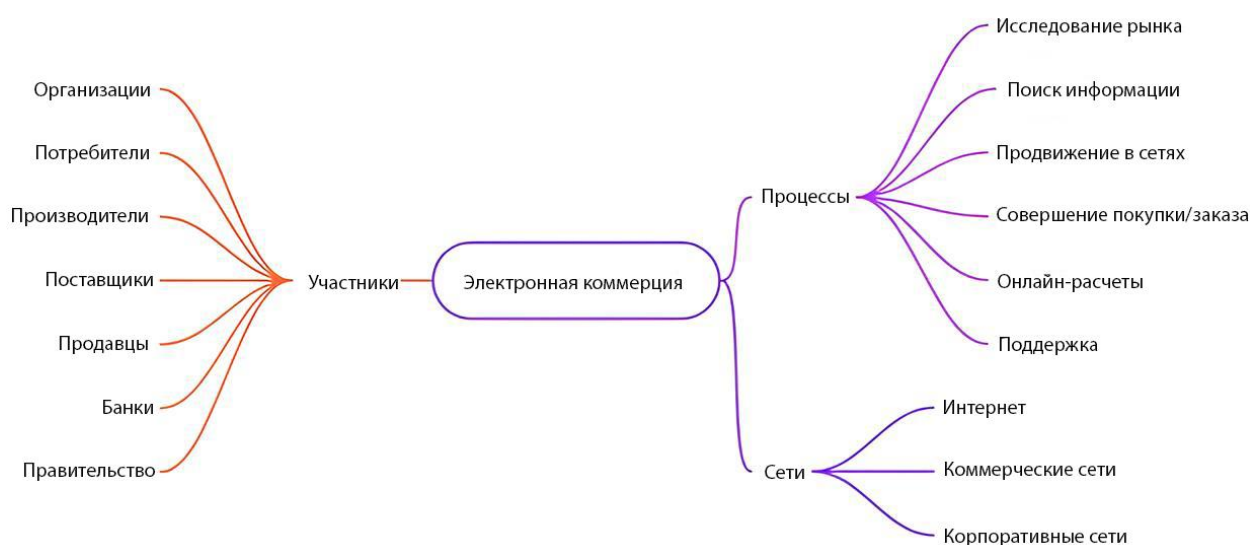 Организации
Потребители
Производители
Поставщики
Продавцы
Банки
Правительство
Участники
Электронная коммерция
Процессы
Исследование рынка
Поиск информации
Продвижение в сетях
Совершение покупки/заказа
Онлайн-расчеты
Поддержка
Сети
Интернет
Коммерческие сети
Корпоративные сети